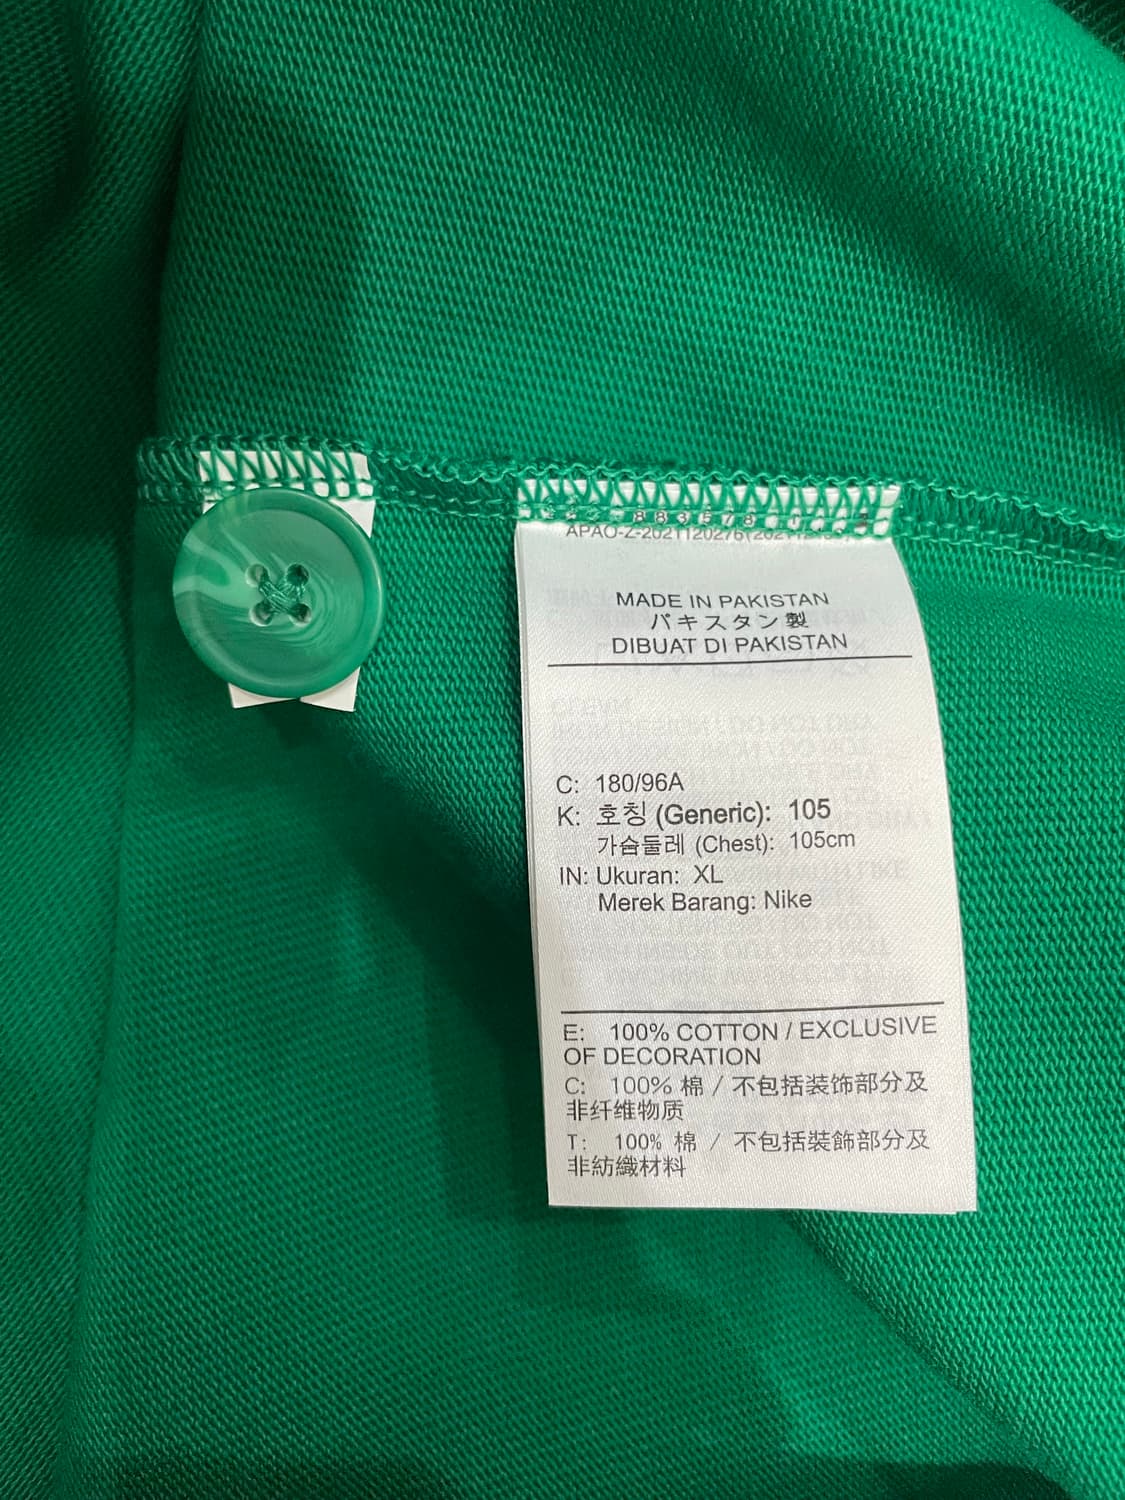 MADE IN PAKISTAN
パキスタン製
DIBUAT DI PAKISTAN
C: 180/96A
K: 호칭 (Generic): 105
가슴둘레 (Chest): 105cm
IN: Ukuran: XL
Merek Barang: Nike
E: 100% COTTON / EXCLUSIVE
OF DECORATION
C: 100% 棉 / 不包括装饰部分及
非纤维物质
T: 100% 棉 / 不包括裝飾部分及
非紡織材料